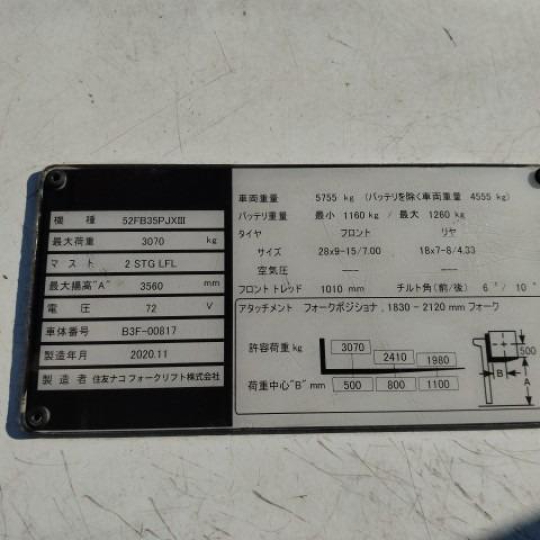 機 種 52FB35PJXⅢ
最大荷重 3070 kg
マ ス ト 2 STG LFL
最大揚高"A" 3560 mm
電 圧 72 V
車体番号 B3F-00817
製造年月 2020.11
製 造 者 住友ナコ フォークリフト株式会社
車両重量 5755 kg (バッテリを除く車両重量 4555 kg)
バッテリ重量 最小 1160 kg / 最大 1260 kg
タイヤ フロント リヤ
サイズ 28x9-15/7.00 18x7-8/4.33
空気圧 --- ---
フロント トレッド 1010 mm チルト角(前/後) 6°/ 10°
アタッチメント フォークポジショナ, 1830 - 2120 mm フォーク
許容荷重 kg 3070 2410 1980
荷重中心"B" mm 500 800 1100
500
B
A